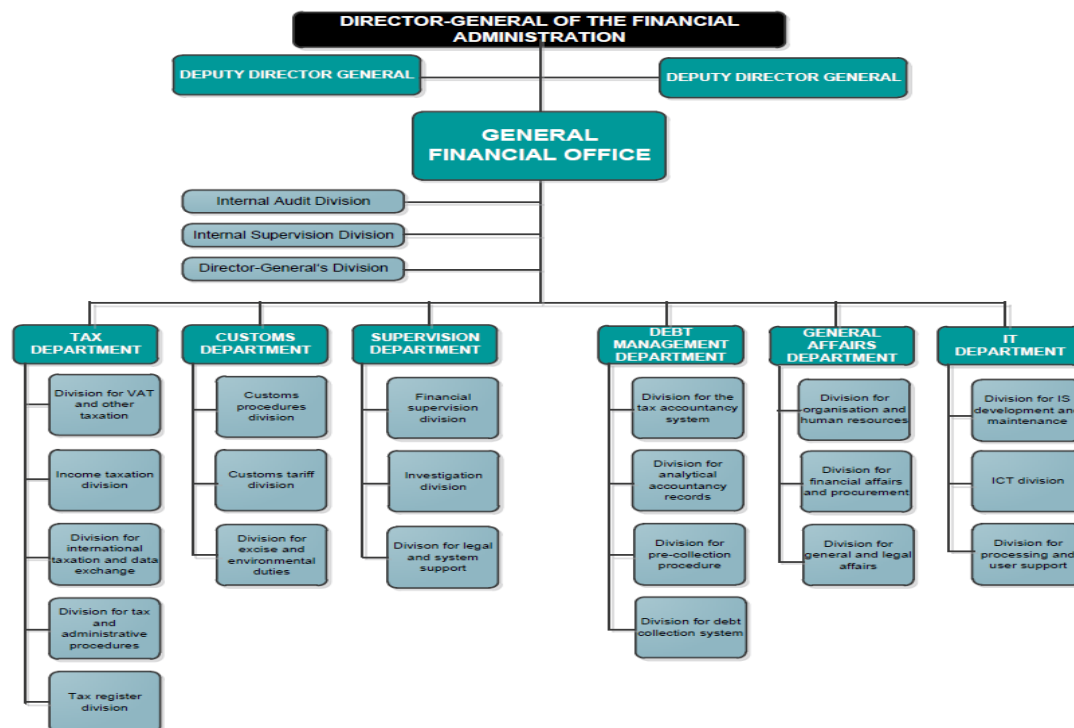 DIRECTOR-GENERAL OF THE FINANCIAL
ADMINISTRATION
DEPUTY DIRECTOR GENERAL
DEPUTY DIRECTOR GENERAL
GENERAL
FINANCIAL OFFICE
Internal Audit Division
Internal Supervision Division
Director-General's Division
TAX
DEPARTMENT
Division for VAT
and other
taxation
Income taxation
division
Division for
international
taxation and data
exchange
Division for tax
and
administrative
procedures
Tax register
division
CUSTOMS
DEPARTMENT
Customs
procedures
division
Customs tariff
division
Division for
excise and
environmental
duties
SUPERVISION
DEPARTMENT
Financial
supervision
division
Investigation
division
Divison for legal
and system
support
DEBT
MANAGEMENT
DEPARTMENT
Division for the
tax accountancy
system
Division for
analytical
accountancy
records
Division for
pre-collection
procedure
Division for debt
collection system
GENERAL
AFFAIRS
DEPARTMENT
Division for
organisation and
human resources
Division for
financial affairs
and procurement
Division for
general and legal
affairs
IT
DEPARTMENT
Division for IS
development and
maintenance
ICT division
Division for
processing and
user support